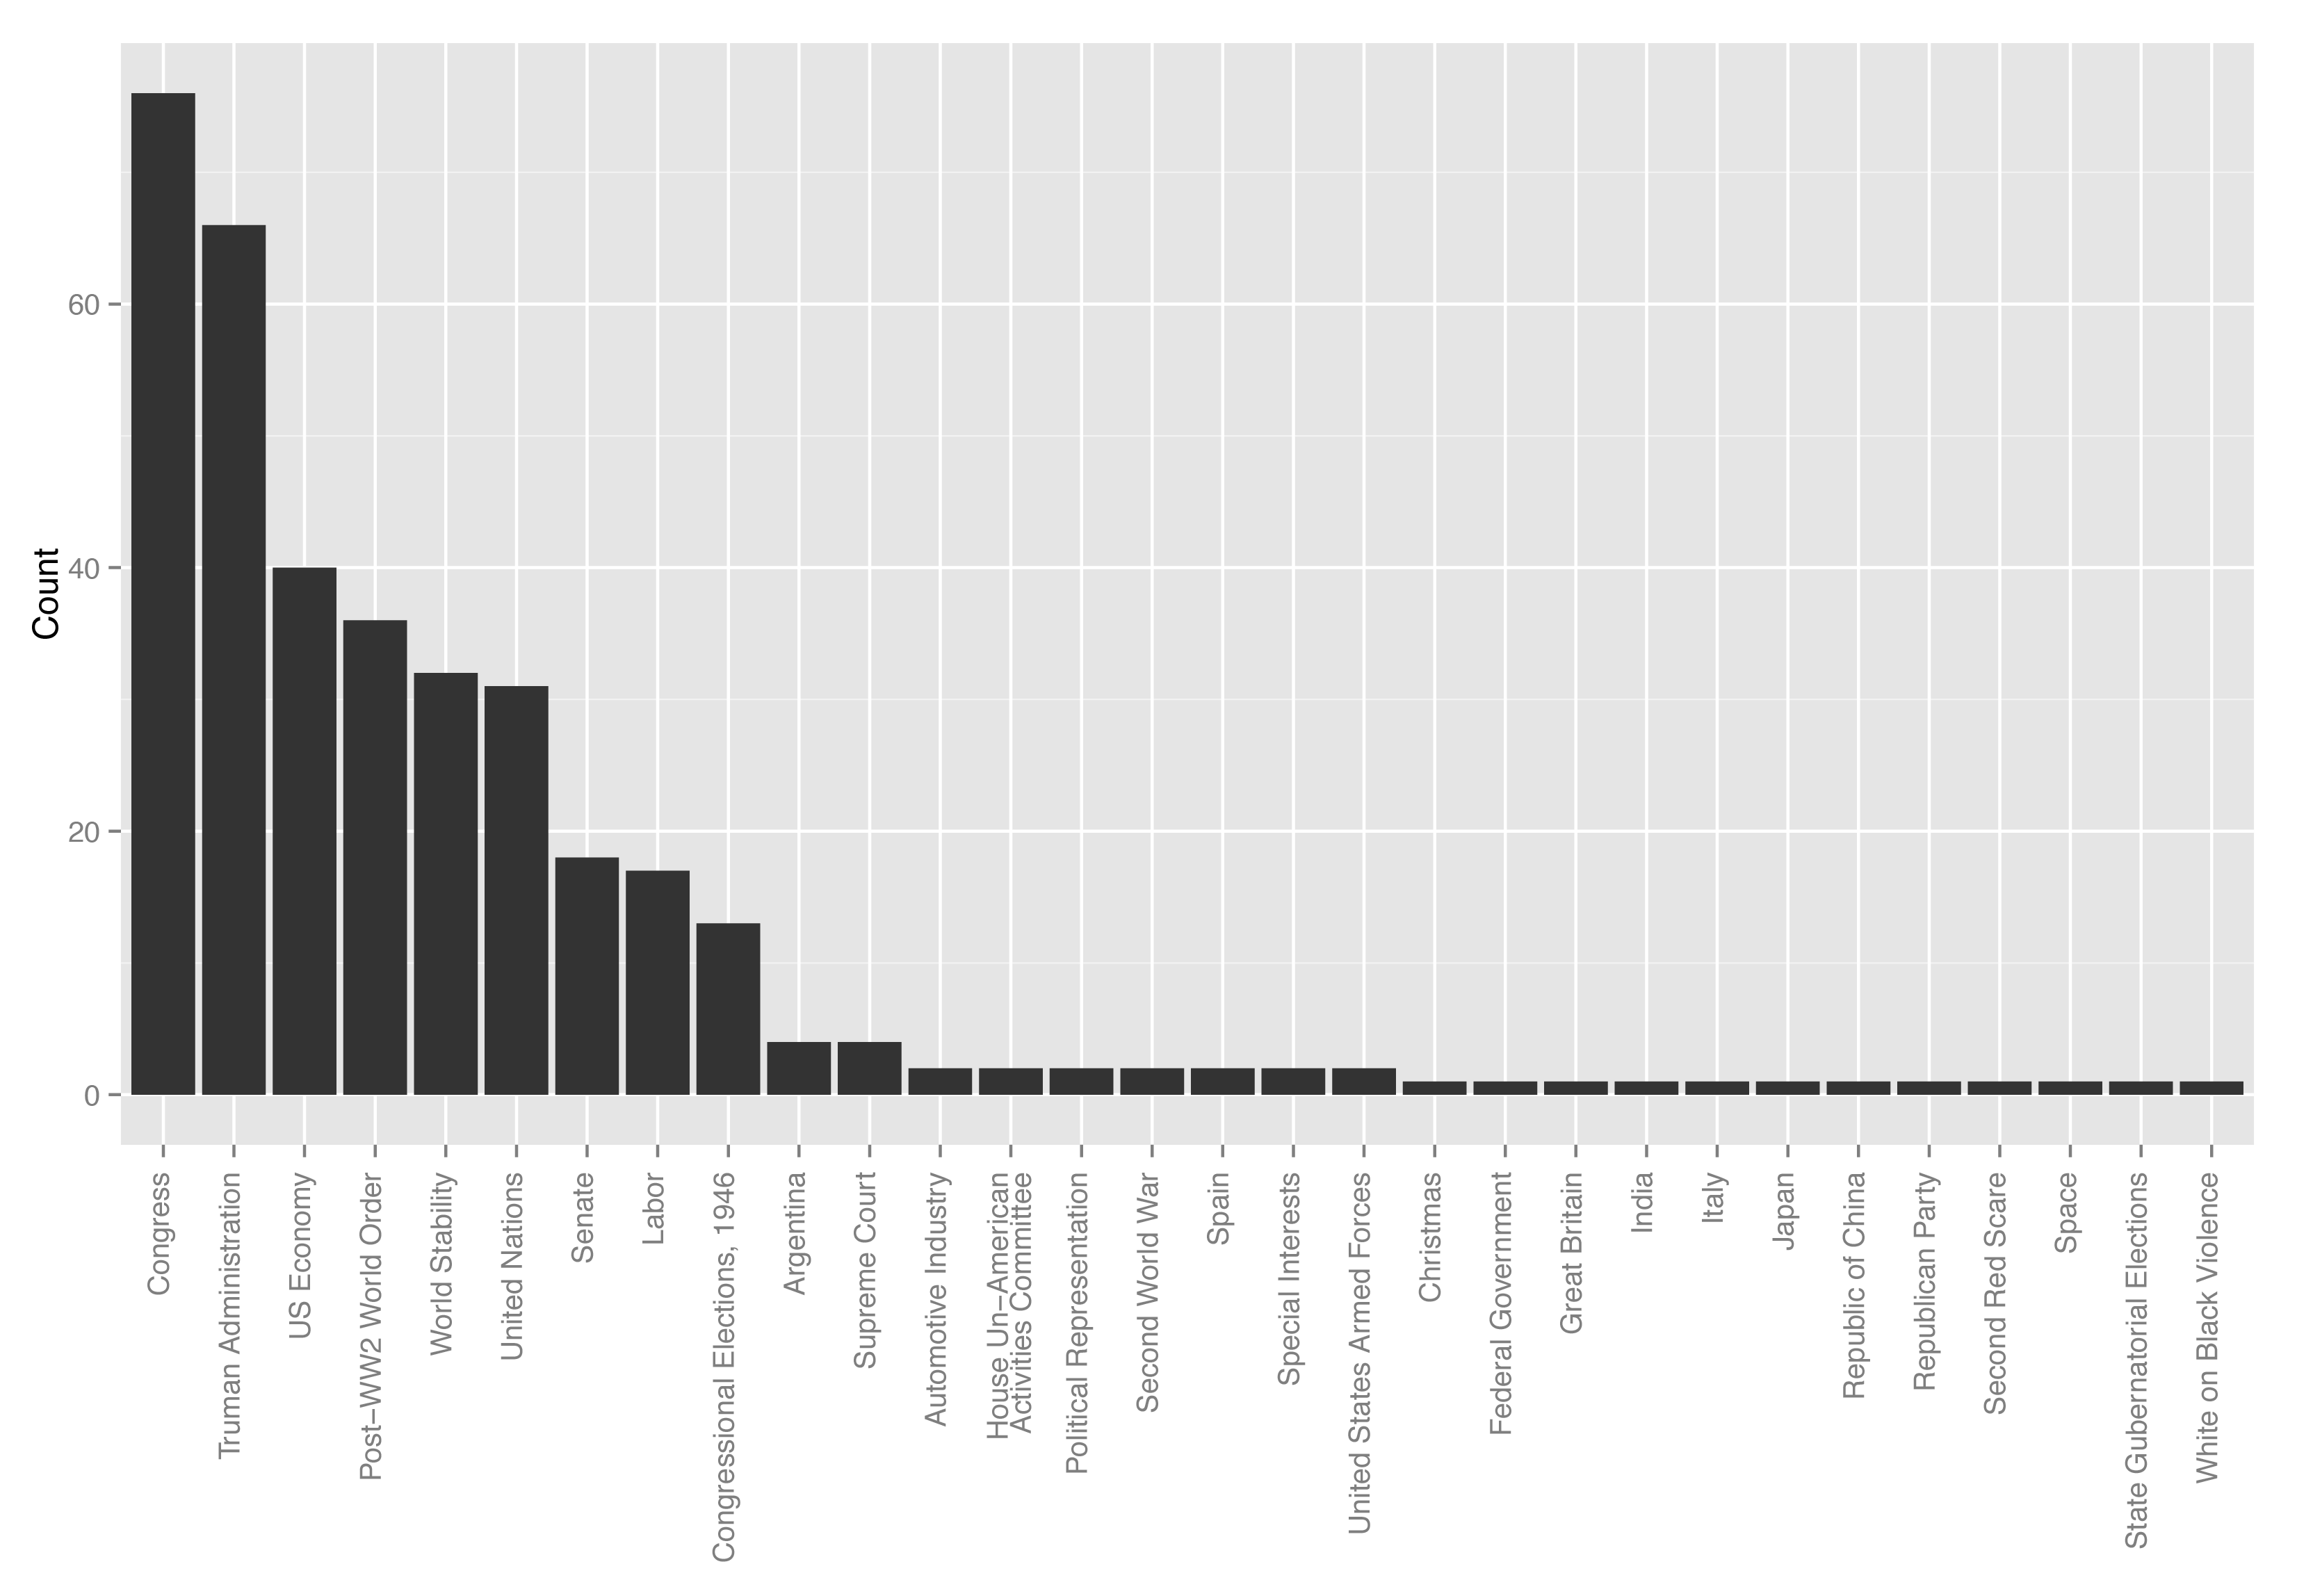 Count
60
40
20
0
Congress
Truman Administration
US Economy
Post−WW2 World Order
World Stability
United Nations
Senate
Labor
Congressional Elections, 1946
Argentina
Supreme Court
Automotive Industry
House Un−American
Activities Committee
Political Representation
Second World War
Spain
Special Interests
United States Armed Forces
Christmas
Federal Government
Great Britain
India
Italy
Japan
Republic of China
Republican Party
Second Red Scare
Space
State Gubernatorial Elections
White on Black Violence